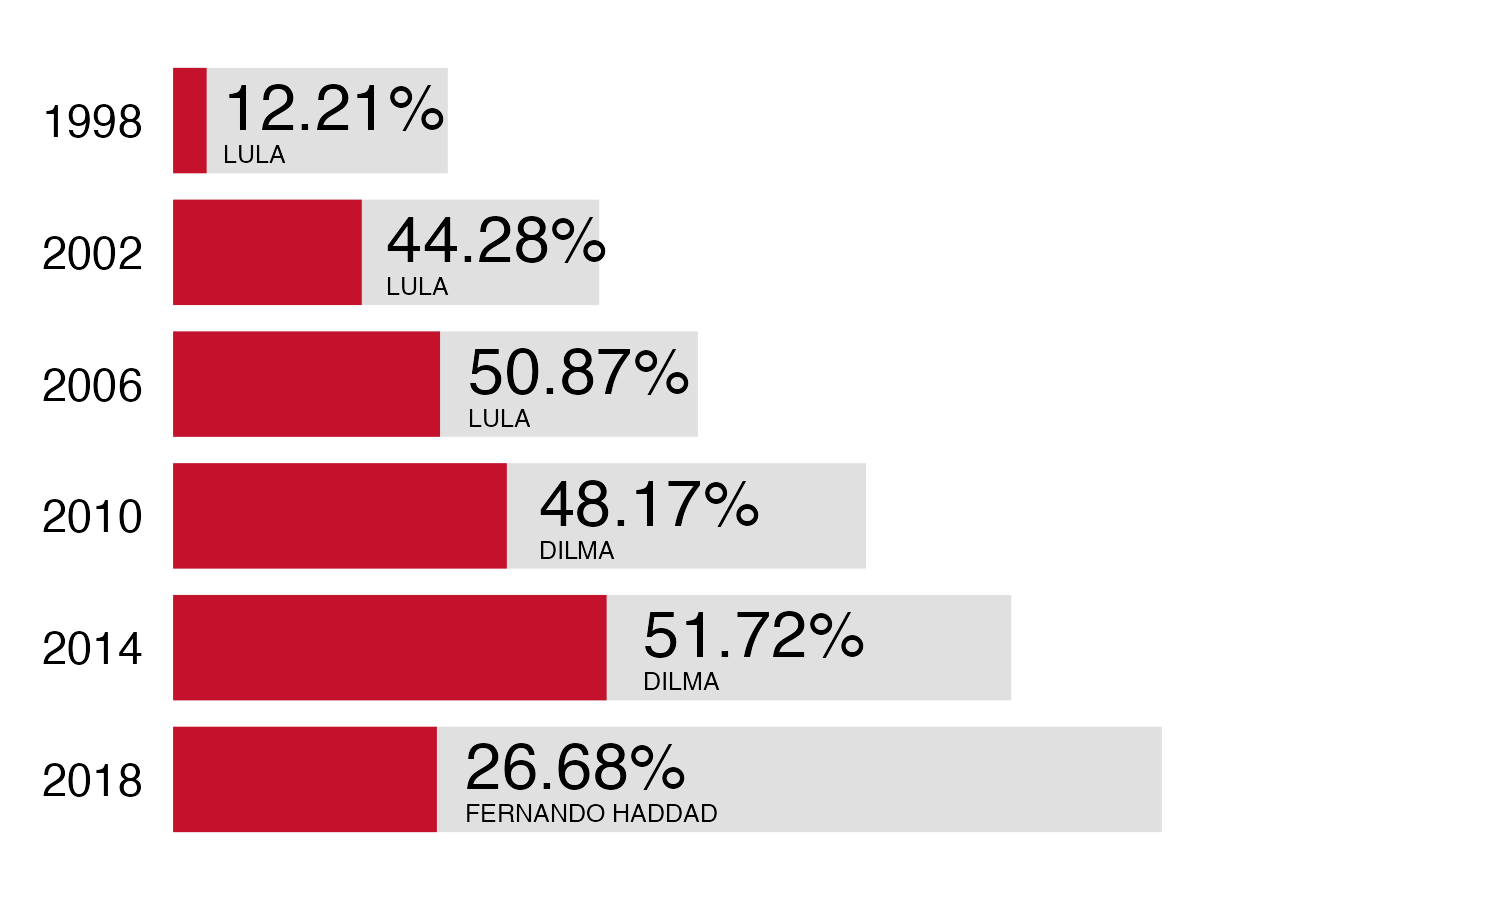 1998
12.21%
LULA
2002
44.28%
LULA
2006
50.87%
LULA
2010
48.17%
DILMA
2014
51.72%
DILMA
2018
26.68%
FERNANDO HADDAD